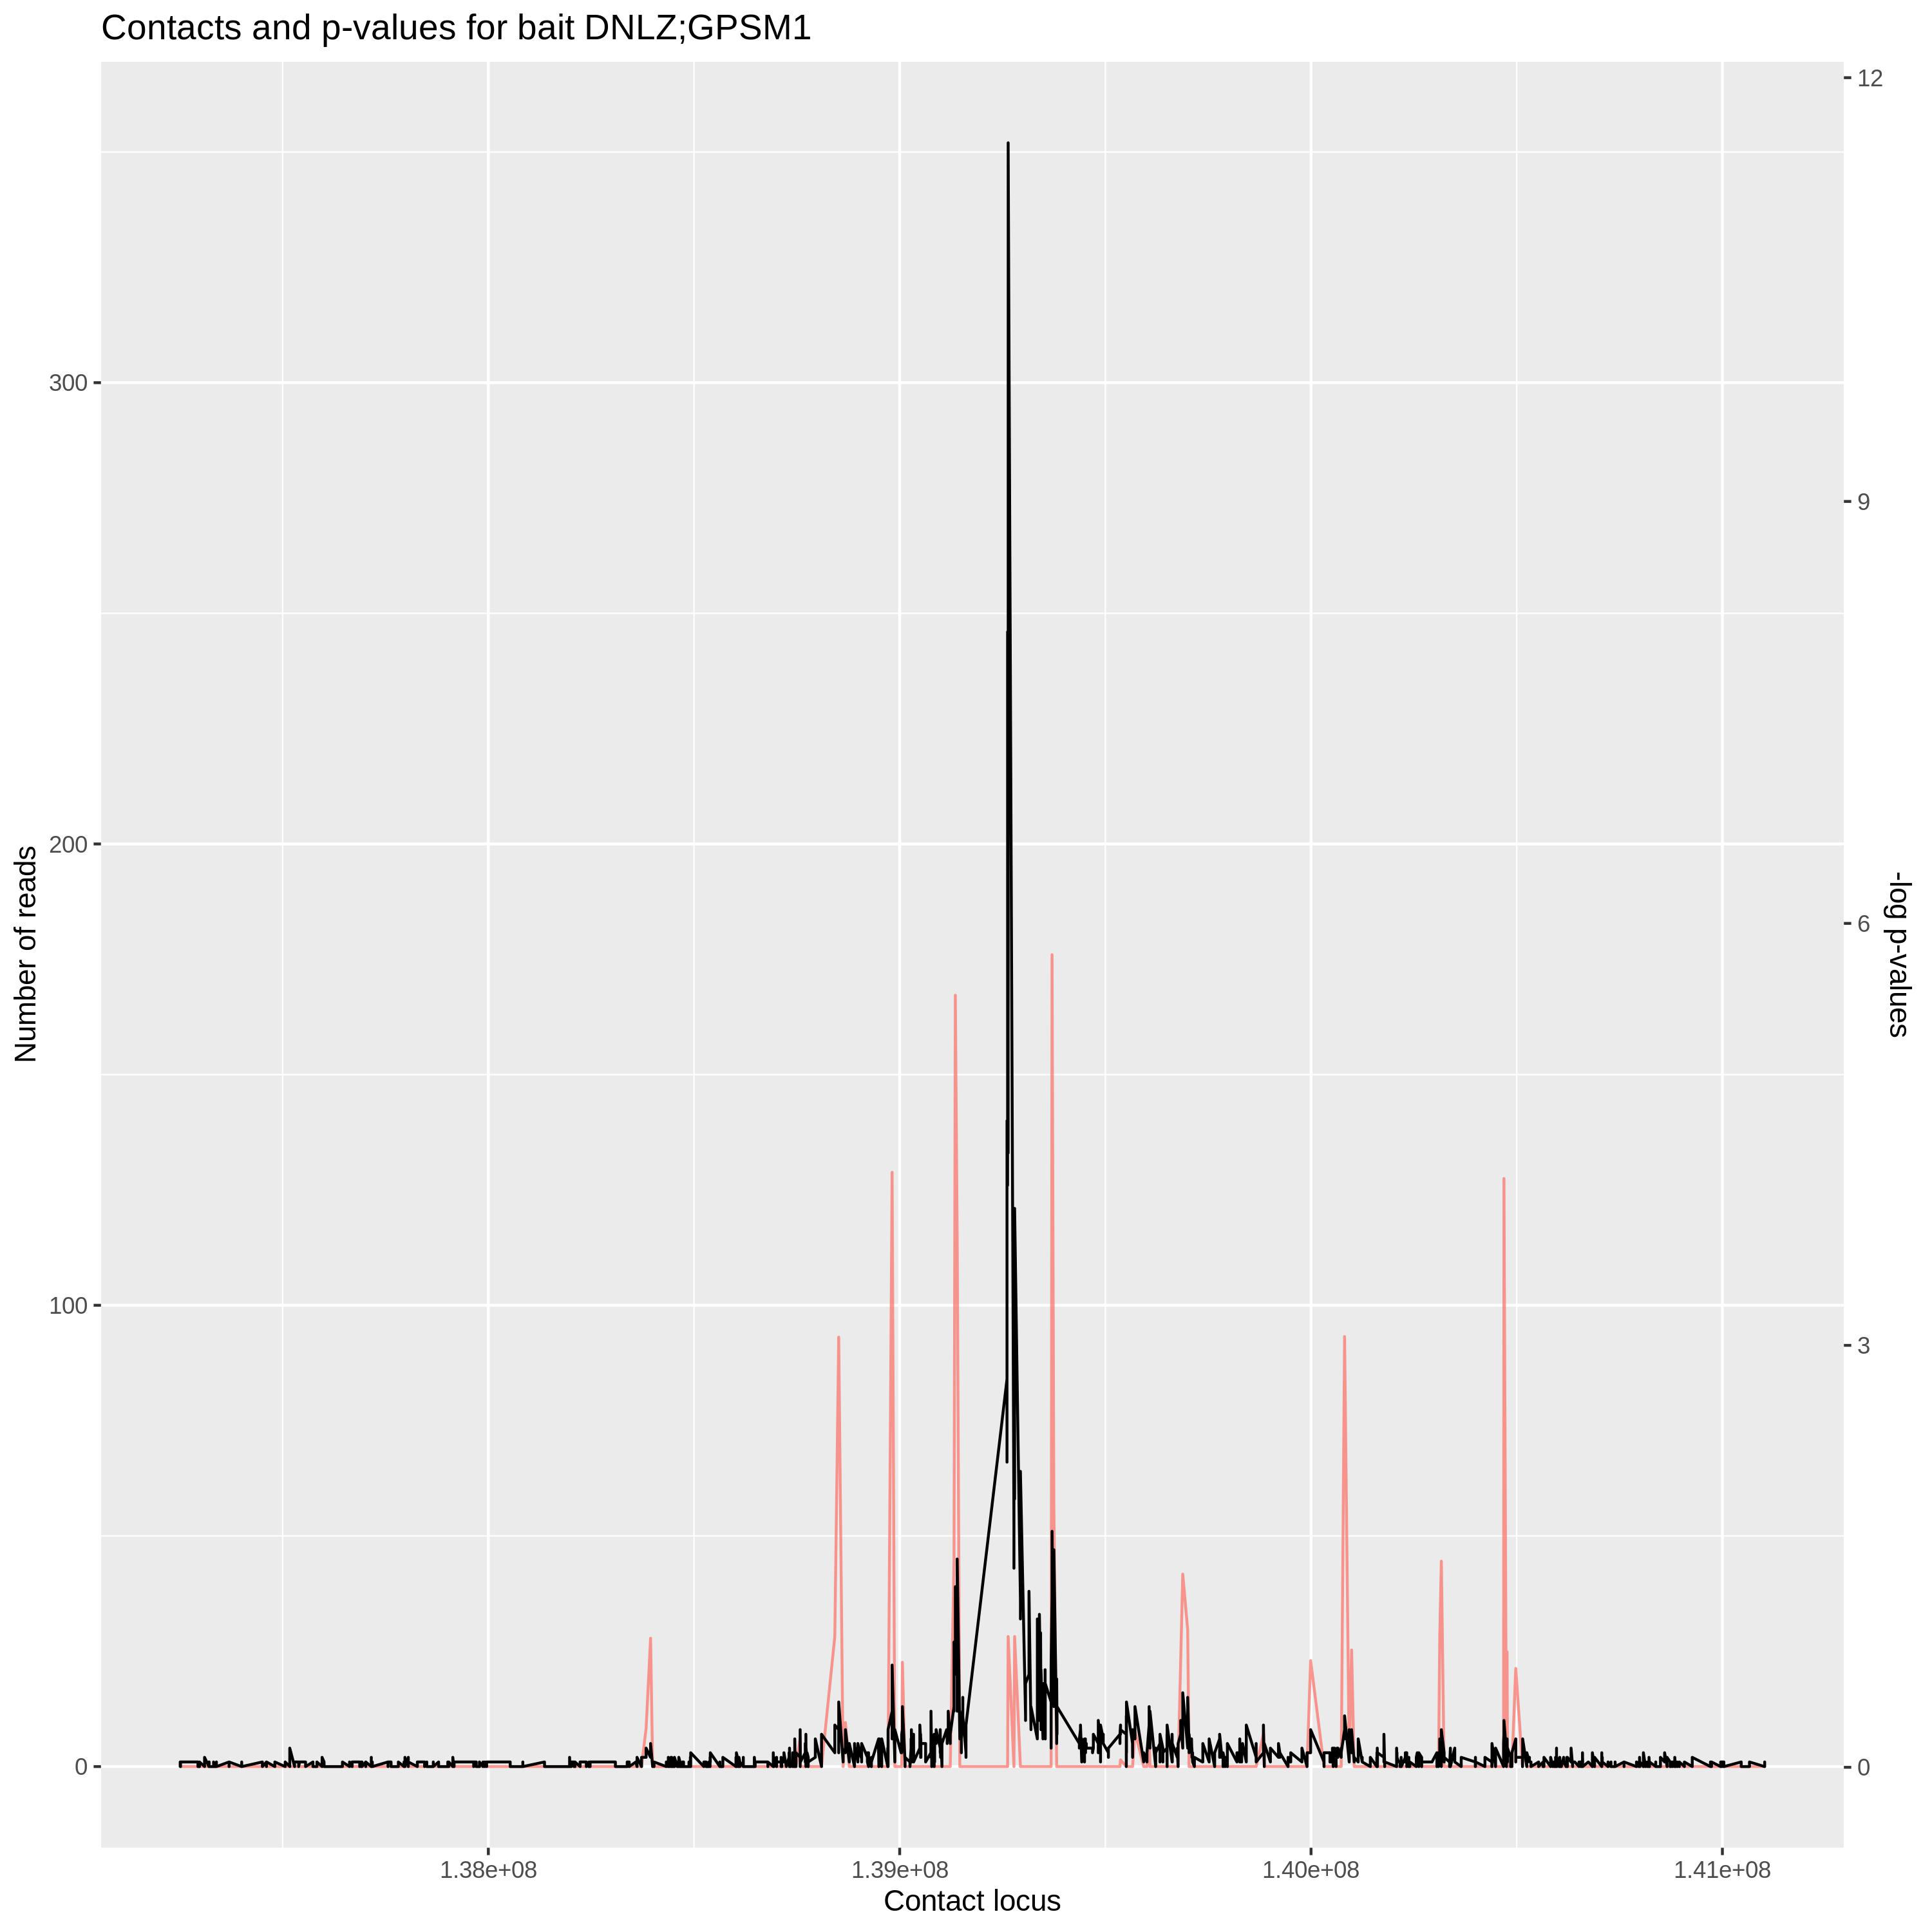 Contacts and p-values for bait DNLZ;GPSM1
12
9
6
3
0
-log p-values
300
200
100
0
Number of reads
1.38e+08
1.39e+08
1.40e+08
1.41e+08
Contact locus